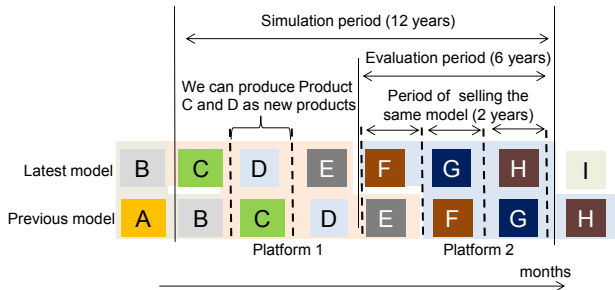 Simulation period (12 years)
Evaluation period (6 years)
We can produce Product
C and D as new products
Period of selling the
same model (2 years)
Latest model B C D E F G H I
Previous model A B C D E F G H
Platform 1 Platform 2
months